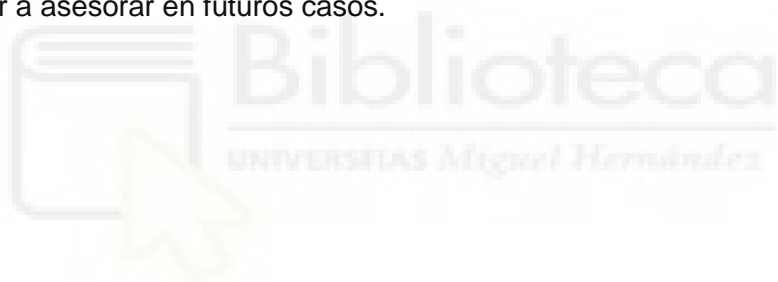 r a asesorar en futuros casos.
Biblioteca
UNIVERSITAS Miguel Hernández